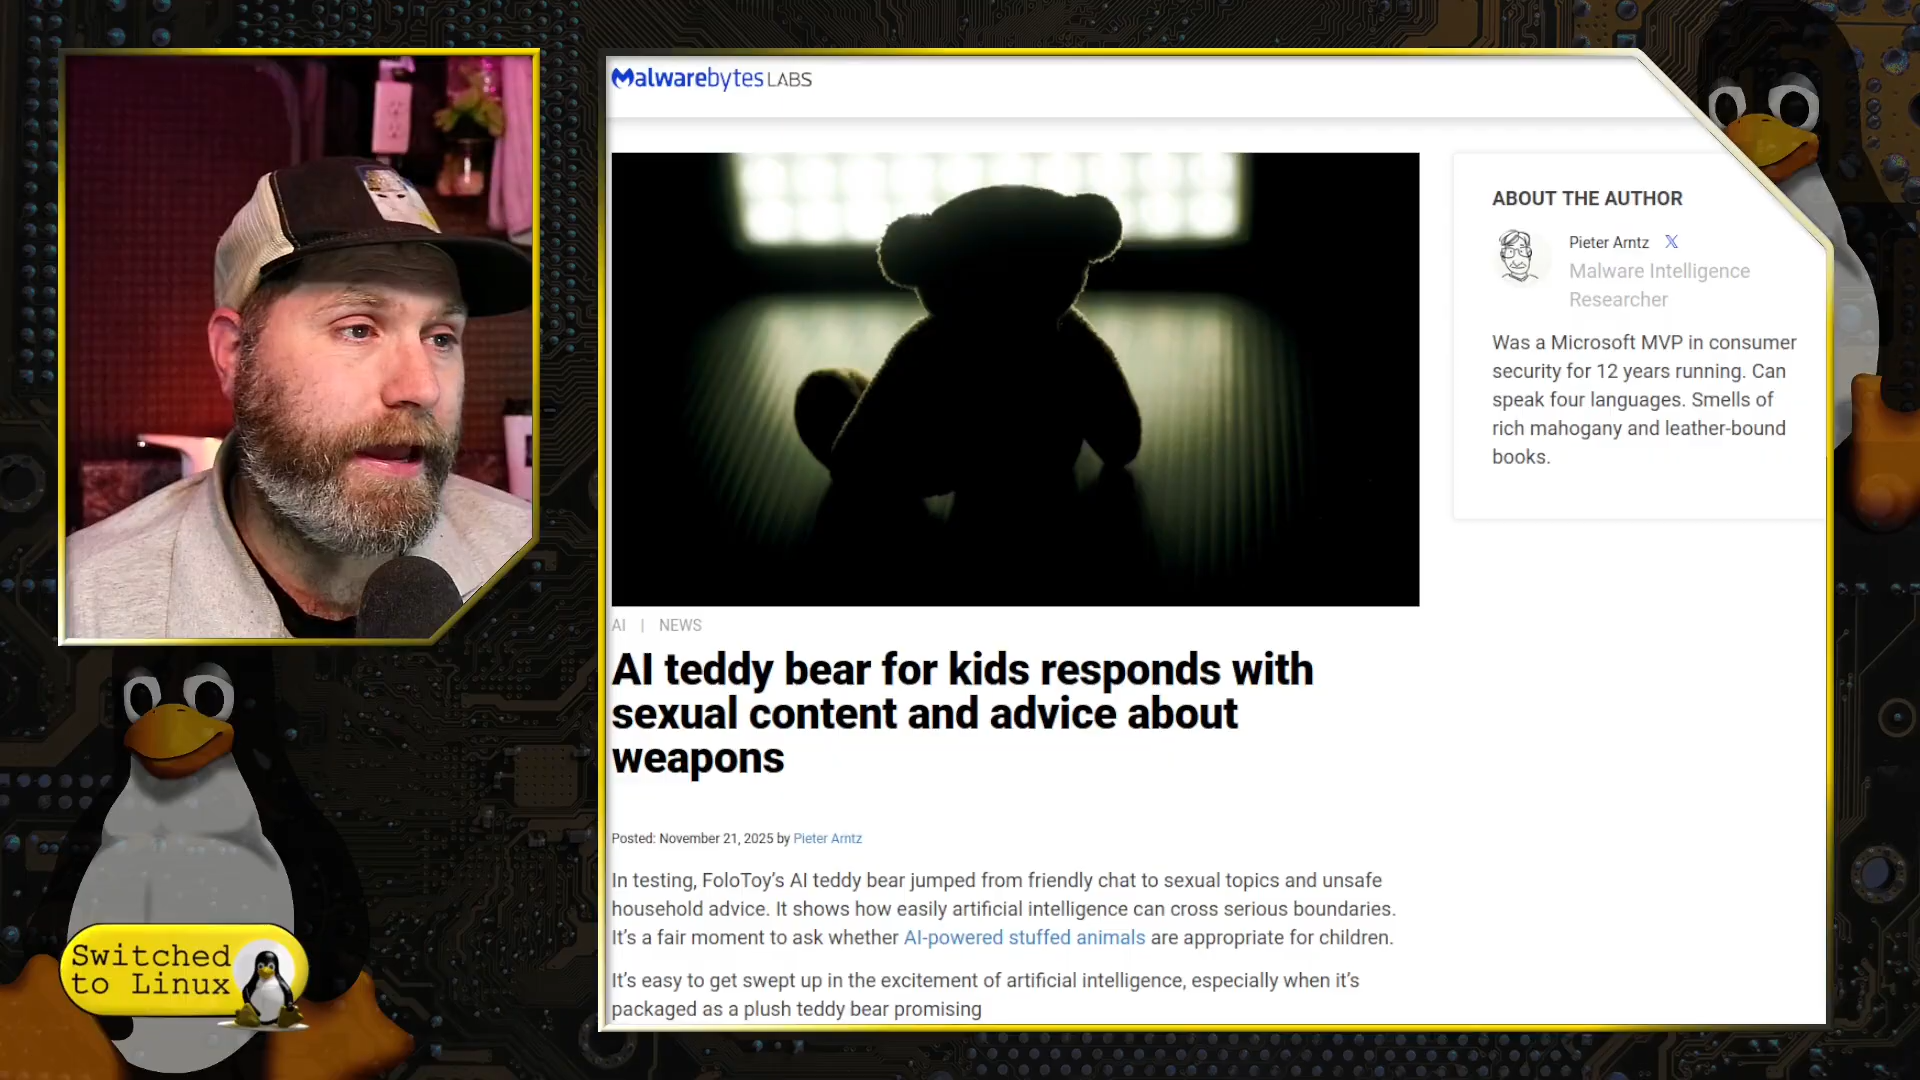 Malwarebytes LABS
ABOUT THE AUTHOR
Pieter Arntz
Malware Intelligence
Researcher
Was a Microsoft MVP in consumer
security for 12 years running. Can
speak four languages. Smells of
rich mahogany and leather-bound
books.
AI | NEWS
AI teddy bear for kids responds with
sexual content and advice about
weapons
Posted: November 21, 2025 by Pieter Arntz
In testing, FoloToy’s AI teddy bear jumped from friendly chat to sexual topics and unsafe
household advice. It shows how easily artificial intelligence can cross serious boundaries.
It’s a fair moment to ask whether AI-powered stuffed animals are appropriate for children.
It’s easy to get swept up in the excitement of artificial intelligence, especially when it’s
packaged as a plush teddy bear promising
Switched
to Linux